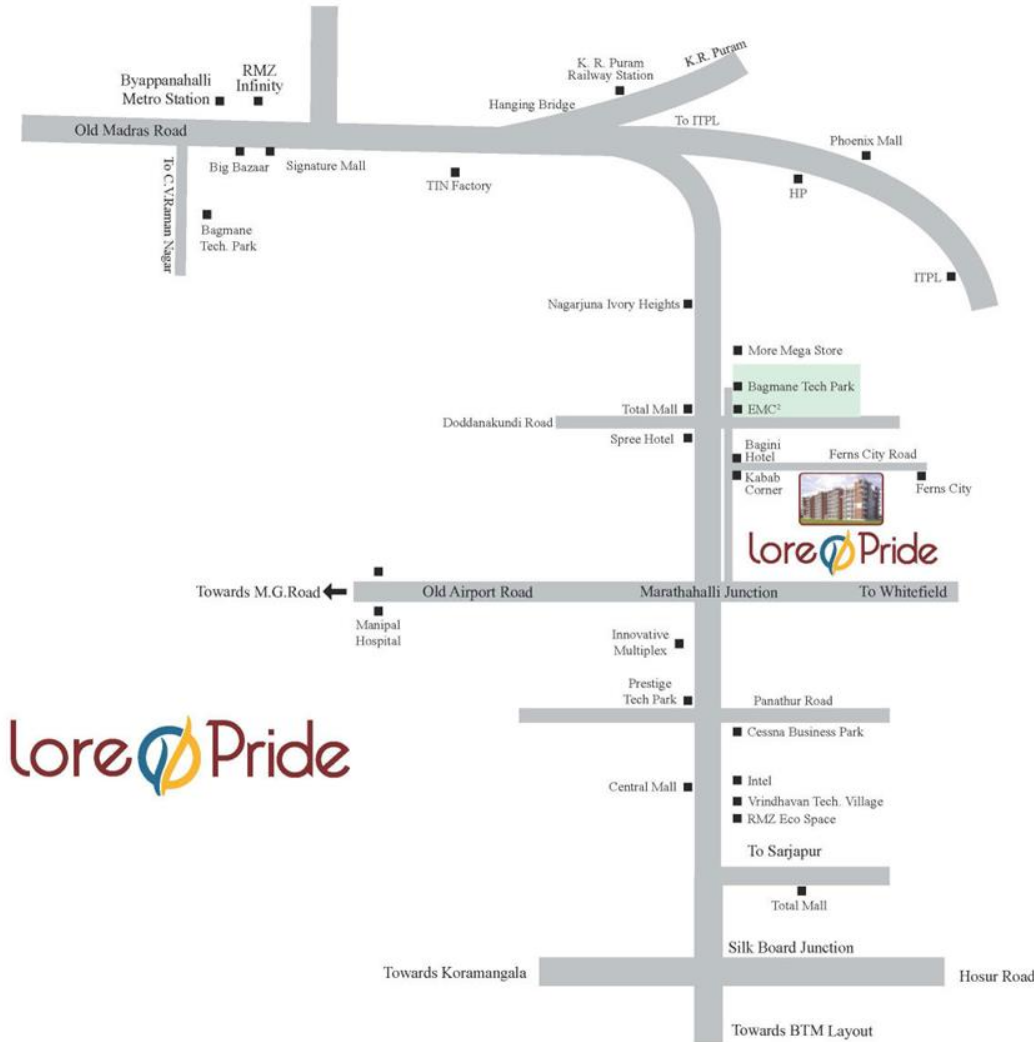 K.R. Puram
K. R. Puram
Railway Station
RMZ
Infinity
Byappanahalli
Metro Station
Hanging Bridge
To ITPL
Old Madras Road
Phoenix Mall
To C.V.Raman Nagar
Big Bazaar
Signature Mall
TIN Factory
HP
Bagmane
Tech. Park
ITPL
Nagarjuna Ivory Heights
More Mega Store
Bagmane Tech Park
Total Mall
EMC²
Doddanakundi Road
Spree Hotel
Bagini
Hotel
Ferns City Road
Kabab
Corner
Ferns City
Lore Pride
Towards M.G.Road
Old Airport Road
Marathahalli Junction
To Whitefield
Manipal
Hospital
Innovative
Multiplex
Prestige
Tech Park
Panathur Road
Lore Pride
Cessna Business Park
Central Mall
Intel
Vrindhavan Tech. Village
RMZ Eco Space
To Sarjapur
Total Mall
Silk Board Junction
Towards Koramangala
Hosur Road
Towards BTM Layout